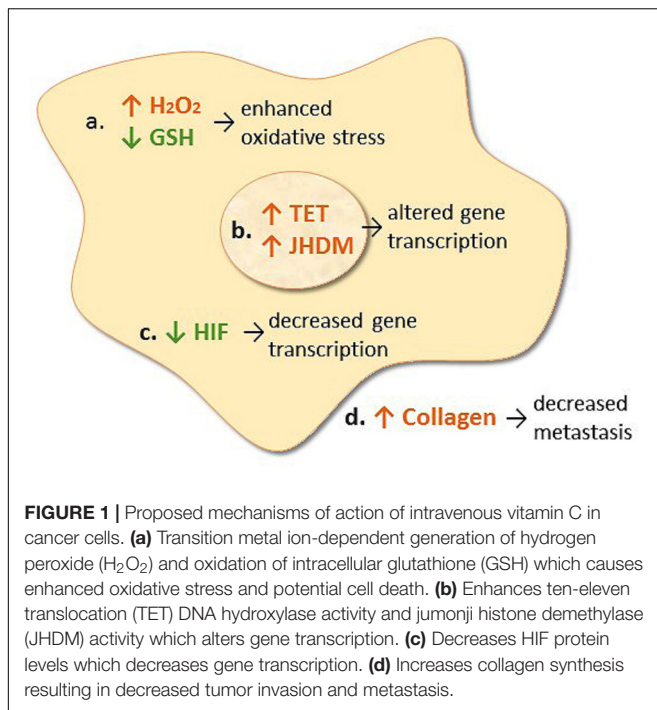 a. ↑ H₂O₂ → enhanced
↓ GSH oxidative stress
b. ↑ TET → altered gene
↑ JHDM transcription
c. ↓ HIF → decreased gene
transcription
d. ↑ Collagen → decreased
metastasis
FIGURE 1 | Proposed mechanisms of action of intravenous vitamin C in
cancer cells. (a) Transition metal ion-dependent generation of hydrogen
peroxide (H₂O₂) and oxidation of intracellular glutathione (GSH) which causes
enhanced oxidative stress and potential cell death. (b) Enhances ten-eleven
translocation (TET) DNA hydroxylase activity and jumonji histone demethylase
(JHDM) activity which alters gene transcription. (c) Decreases HIF protein
levels which decreases gene transcription. (d) Increases collagen synthesis
resulting in decreased tumor invasion and metastasis.